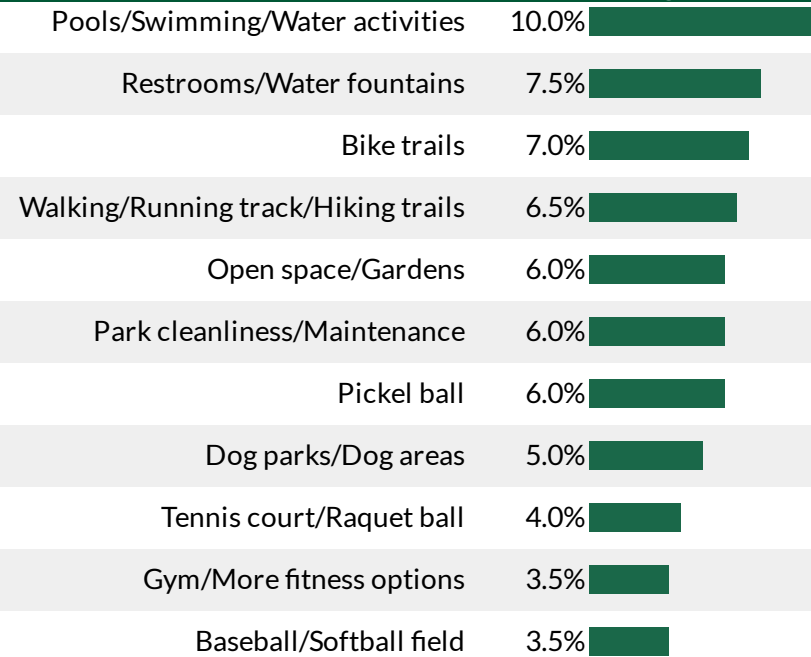 Pools/Swimming/Water activities 10.0%
Restrooms/Water fountains 7.5%
Bike trails 7.0%
Walking/Running track/Hiking trails 6.5%
Open space/Gardens 6.0%
Park cleanliness/Maintenance 6.0%
Pickel ball 6.0%
Dog parks/Dog areas 5.0%
Tennis court/Raquet ball 4.0%
Gym/More fitness options 3.5%
Baseball/Softball field 3.5%